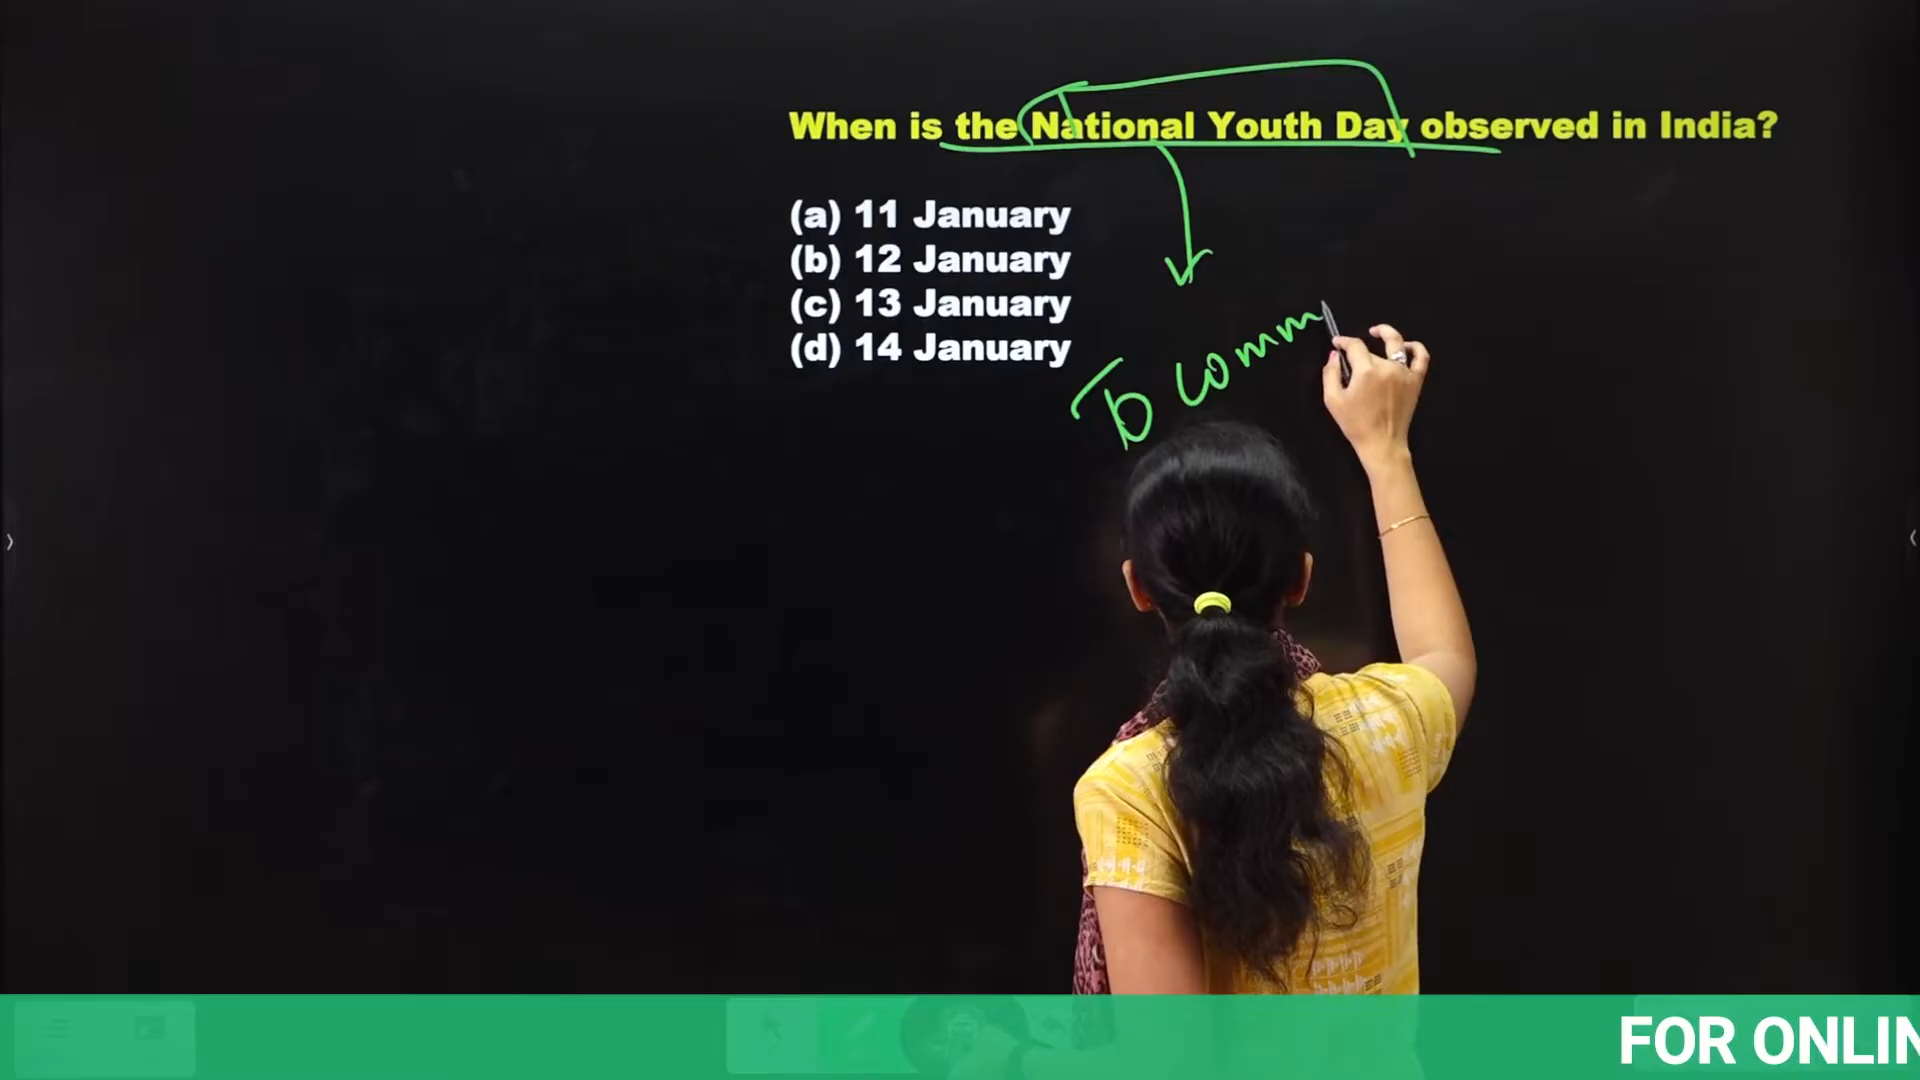 When is the National Youth Day observed in India?
(a) 11 January
(b) 12 January
(c) 13 January
(d) 14 January
To comm
FOR ONLIN